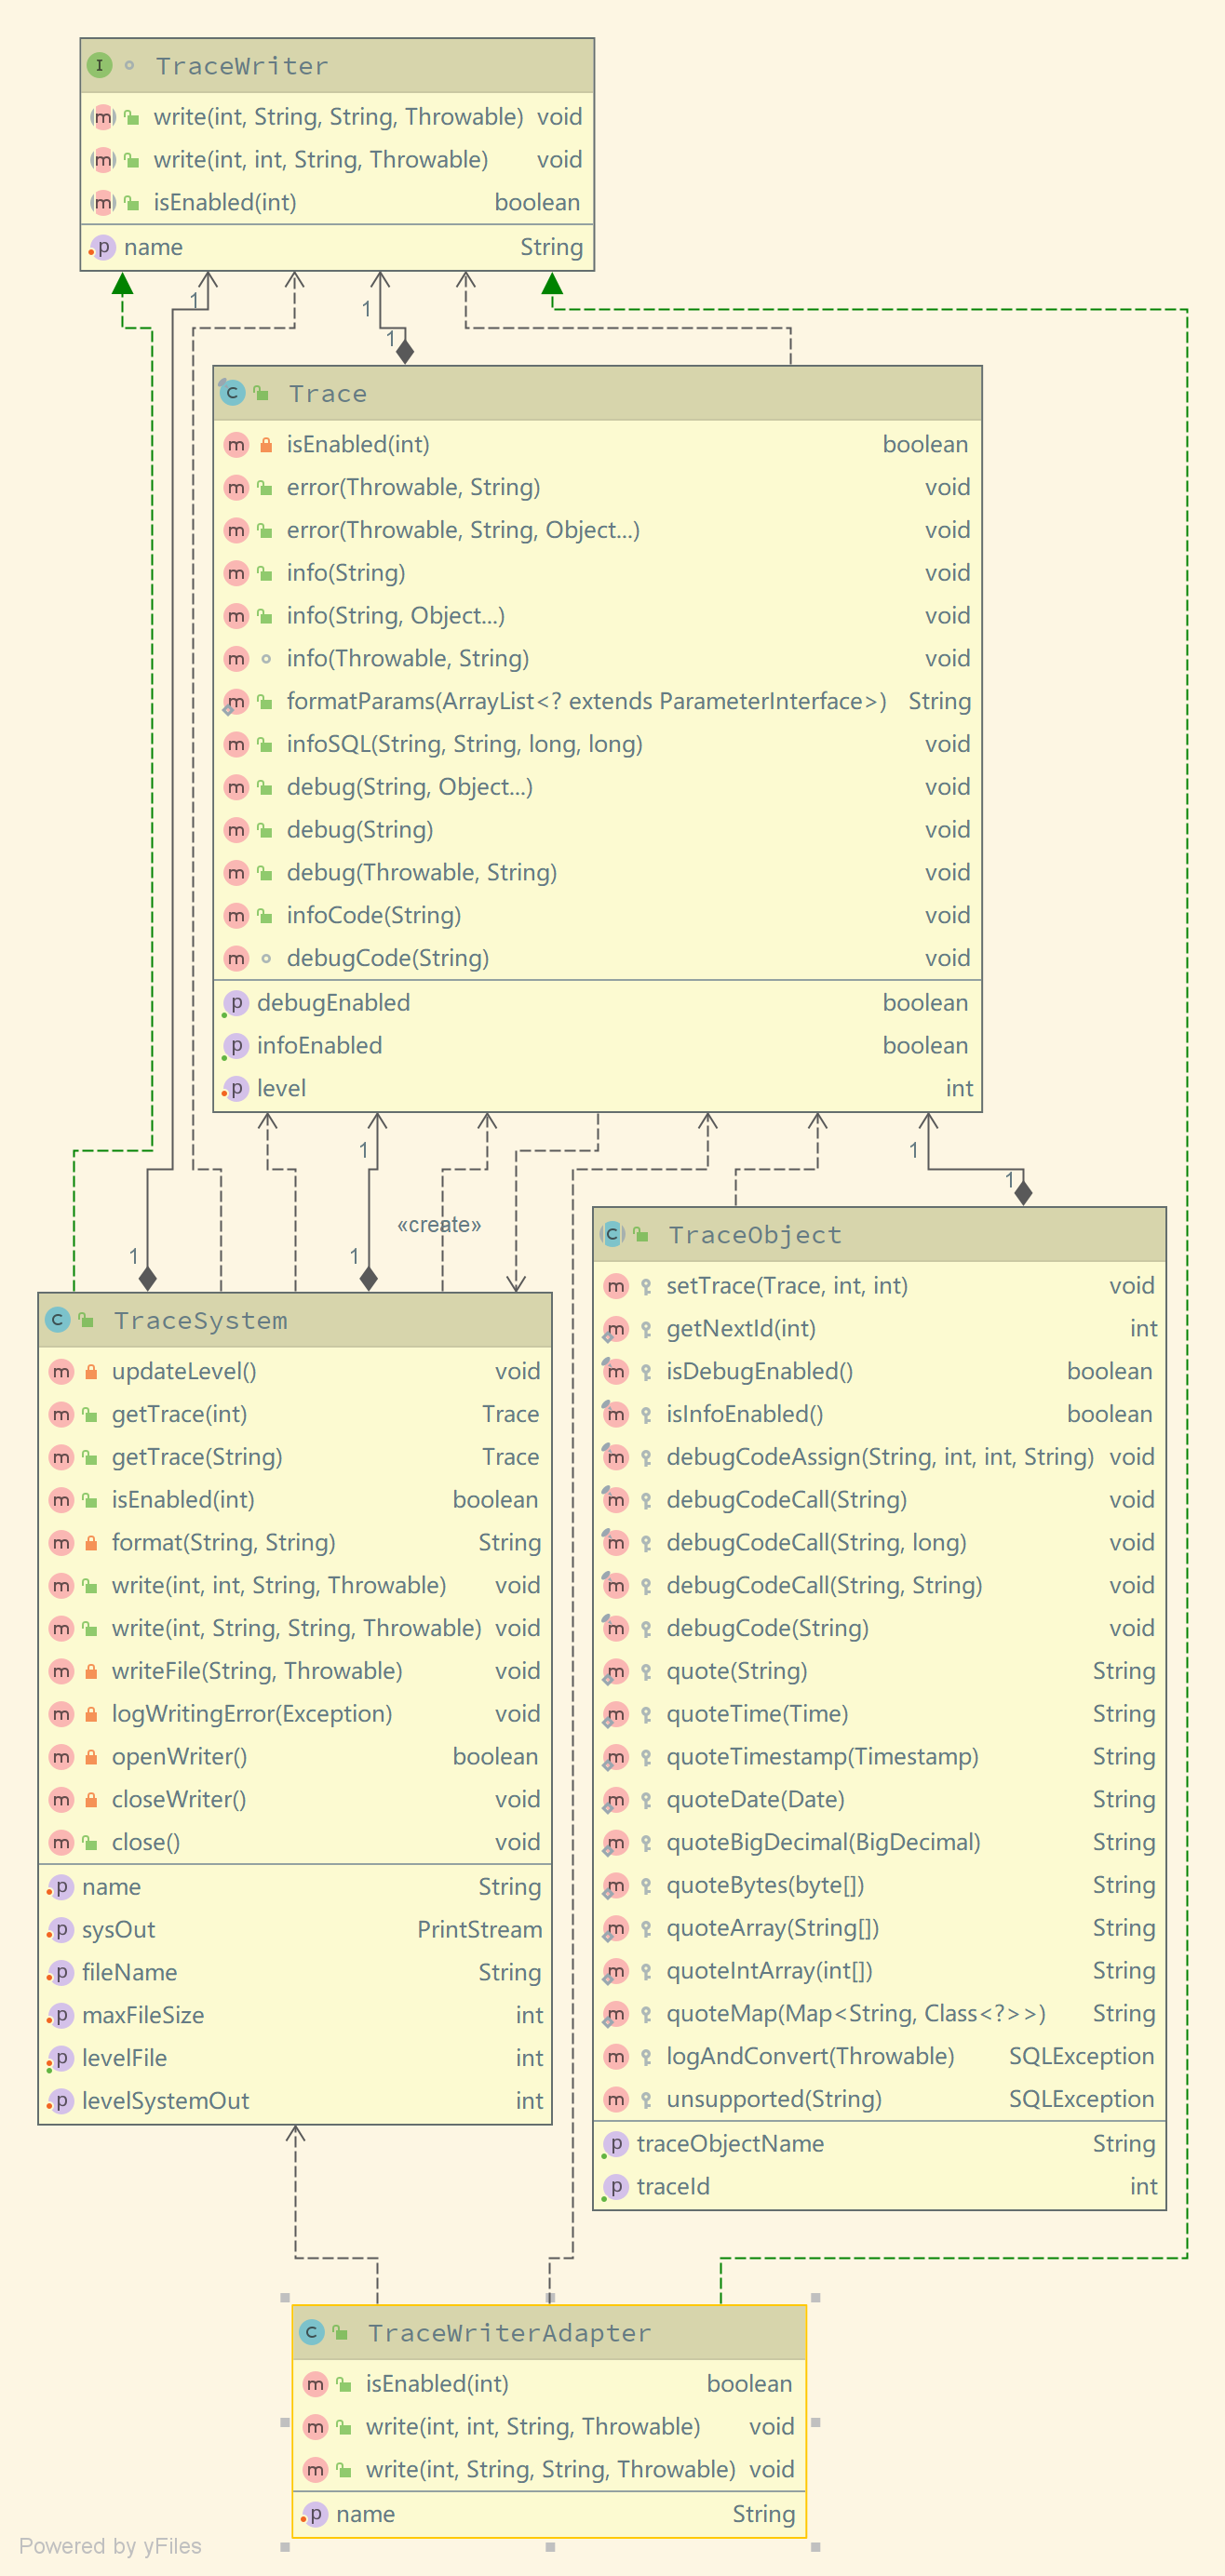 I TraceWriter
m write(int, String, String, Throwable) void
m write(int, int, String, Throwable) void
m isEnabled(int) boolean
p name String
1
1
1
C Trace
m isEnabled(int) boolean
m error(Throwable, String) void
m error(Throwable, String, Object...) void
m info(String) void
m info(String, Object...) void
m info(Throwable, String) void
m formatParams(ArrayList<? extends ParameterInterface>) String
m infoSQL(String, String, long, long) void
m debug(String, Object...) void
m debug(String) void
m debug(Throwable, String) void
m infoCode(String) void
m debugCode(String) void
p debugEnabled boolean
p infoEnabled boolean
p level int
1
1
1
«create»
1
1
C TraceSystem
m updateLevel() void
m getTrace(int) Trace
m getTrace(String) Trace
m isEnabled(int) boolean
m format(String, String) String
m write(int, int, String, Throwable) void
m write(int, String, String, Throwable) void
m writeFile(String, Throwable) void
m logWritingError(Exception) void
m openWriter() boolean
m closeWriter() void
m close() void
p name String
p sysOut PrintStream
p fileName String
p maxFileSize int
p levelFile int
p levelSystemOut int
C TraceObject
m setTrace(Trace, int, int) void
m getNextId(int) int
m isDebugEnabled() boolean
m isInfoEnabled() boolean
m debugCodeAssign(String, int, int, String) void
m debugCodeCall(String) void
m debugCodeCall(String, long) void
m debugCodeCall(String, String) void
m debugCode(String) void
m quote(String) String
m quoteTime(Time) String
m quoteTimestamp(Timestamp) String
m quoteDate(Date) String
m quoteBigDecimal(BigDecimal) String
m quoteBytes(byte[]) String
m quoteArray(String[]) String
m quoteIntArray(int[]) String
m quoteMap(Map<String, Class<?>>) String
m logAndConvert(Throwable) SQLException
m unsupported(String) SQLException
p traceObjectName String
p traceId int
C TraceWriterAdapter
m isEnabled(int) boolean
m write(int, int, String, Throwable) void
m write(int, String, String, Throwable) void
p name String
Powered by yFiles